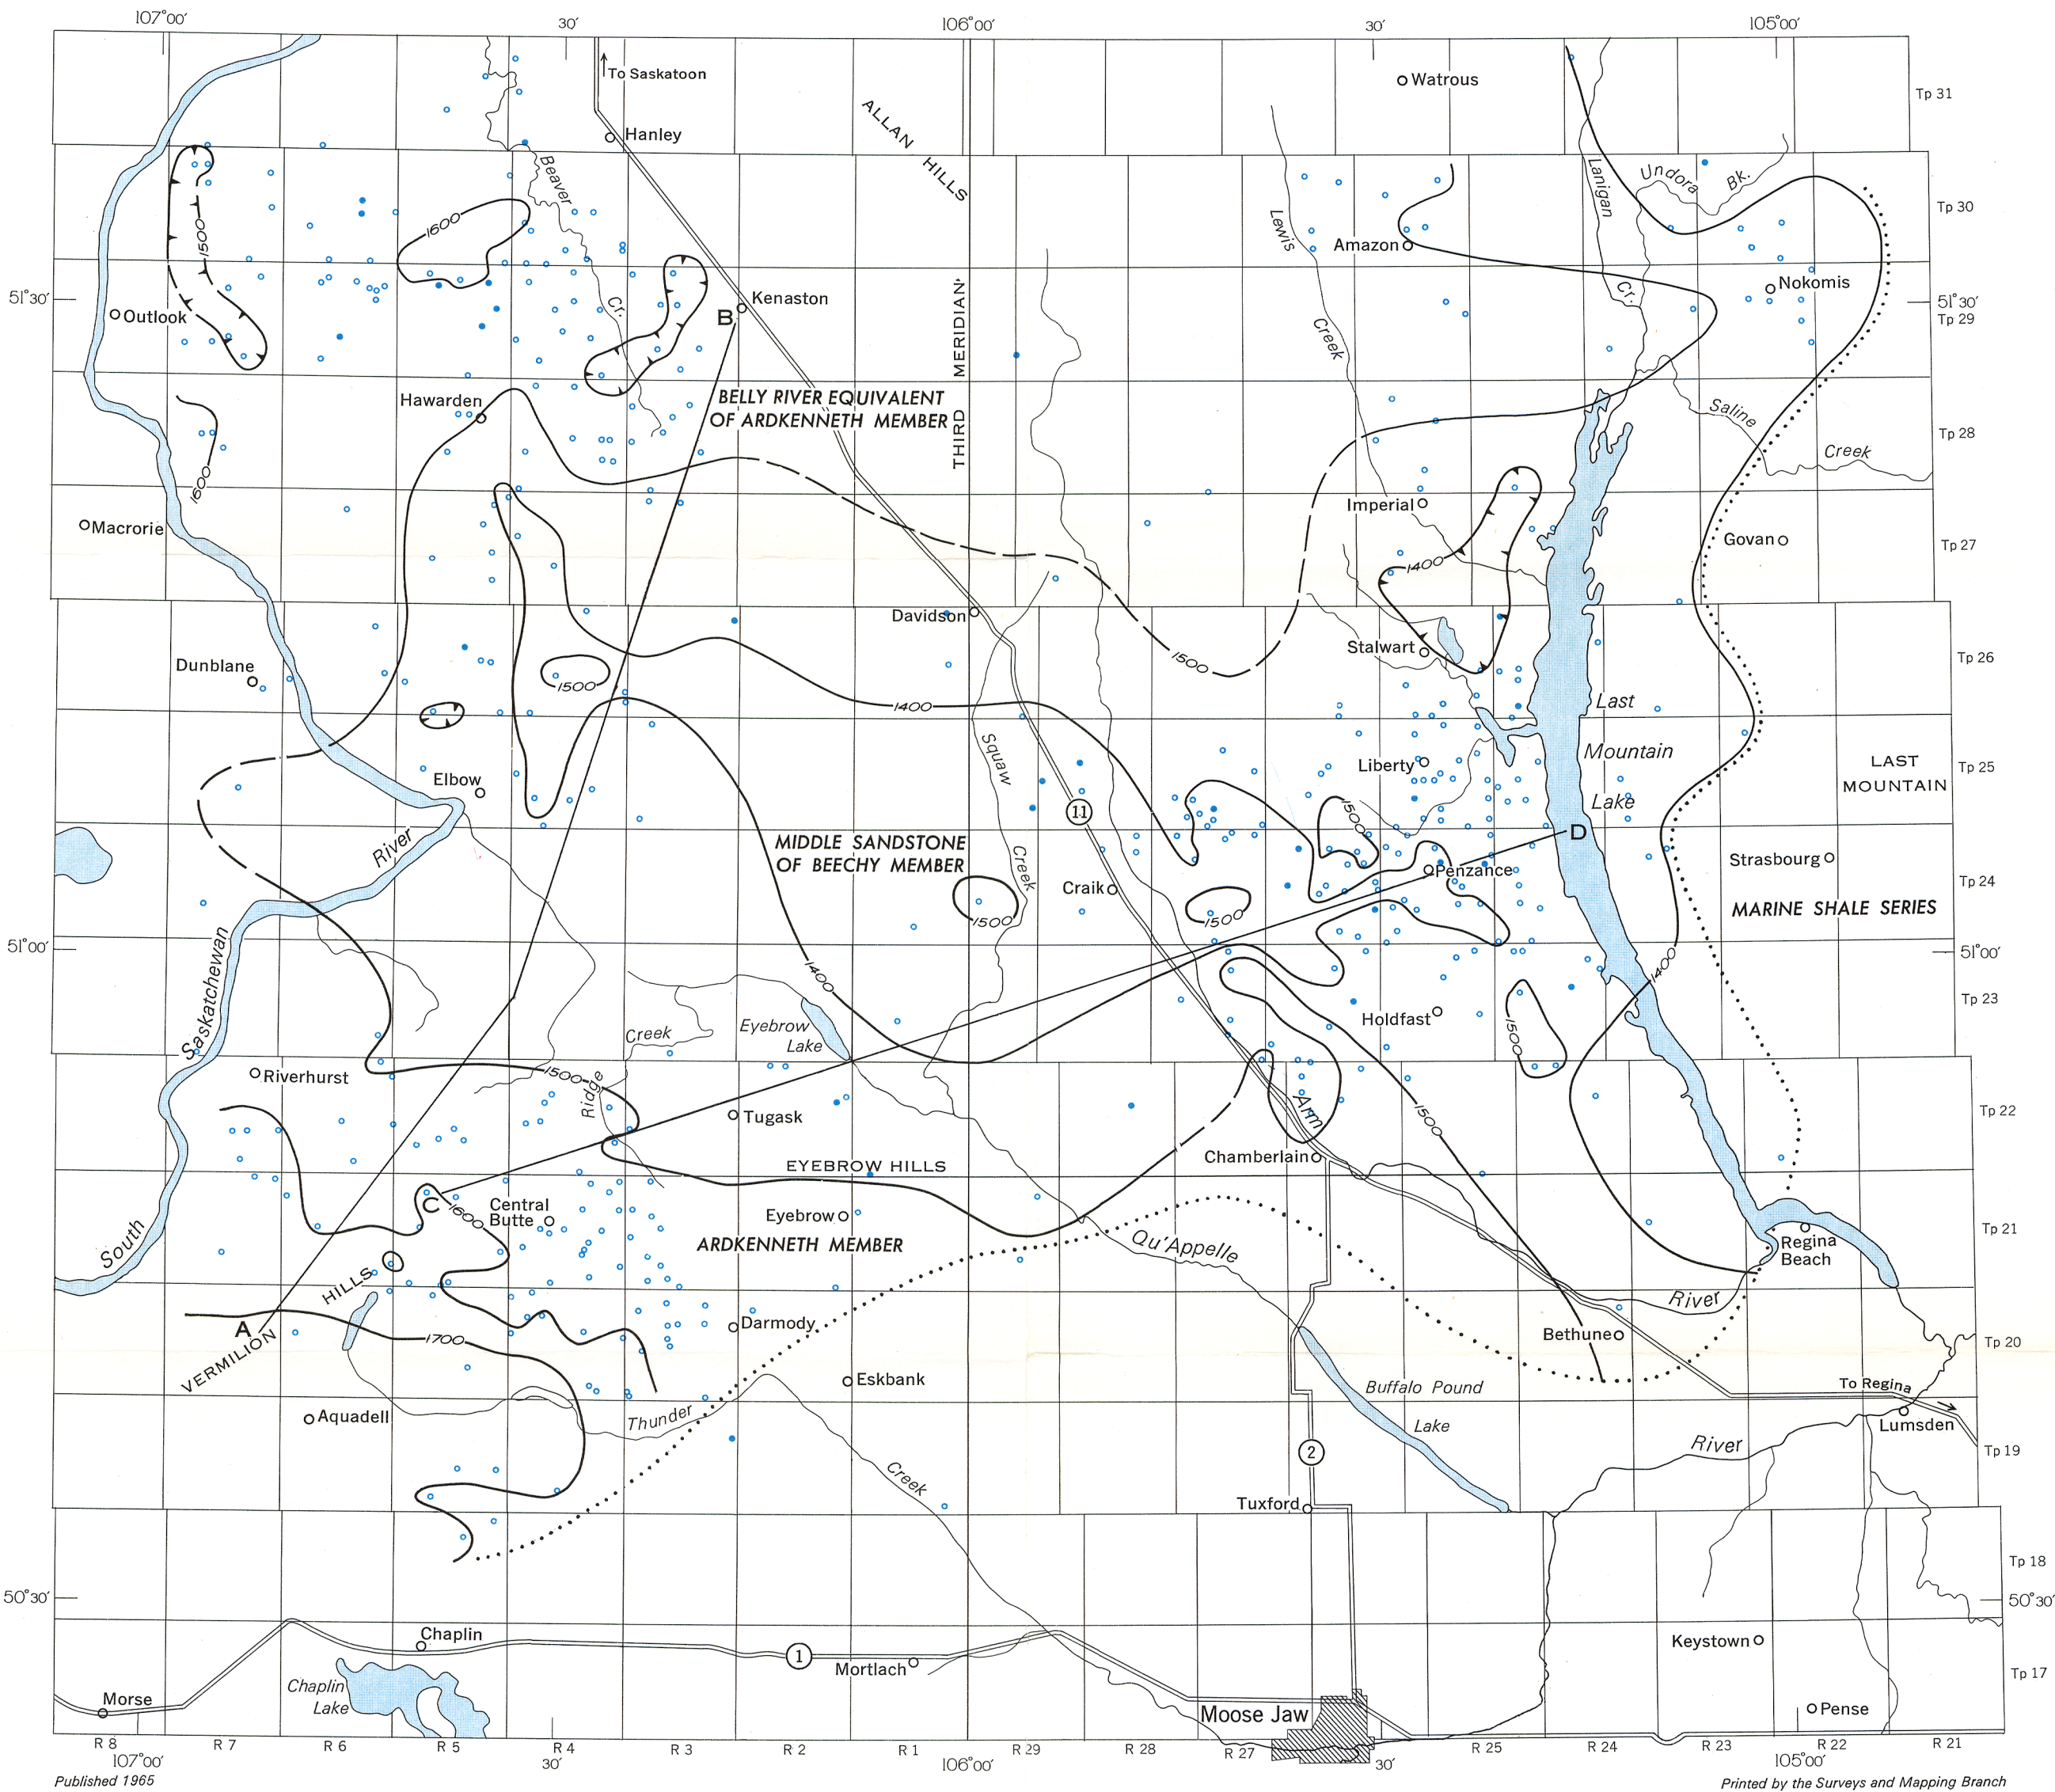 107°00'
30'
106°00'
30'
105°00'
To Saskatoon
Watrous
Tp 31
ALLAN HILLS
Hanley
Beaver
Lanigan
Undora Bk.
1500
1600
Lewis
Tp 30
Amazon
Cr.
Cr.
Nokomis
51°30'
Kenaston
51°30'
Outlook
B
Tp 29
Creek
THIRD MERIDIAN
BELLY RIVER EQUIVALENT
OF ARDKENNETH MEMBER
Hawarden
Saline
Creek
Tp 28
1600
Imperial
Macrorie
Govan
Tp 27
1400
Davidson
Stalwart
1500
Tp 26
Dunblane
1500
1400
Last
Mountain
Lake
Squaw
Creek
Liberty
LAST
MOUNTAIN
Tp 25
Elbow
11
1500
River
MIDDLE SANDSTONE
OF BEECHY MEMBER
D
Strasbourg
Penzance
Craik
Tp 24
1500
1500
MARINE SHALE SERIES
51°00'
51°00'
Saskatchewan
1400
1400
Tp 23
Eyebrow
Lake
Creek
Holdfast
1500
Riverhurst
1500
Ridge
Tugask
Arm
1500
Tp 22
Chamberlain
EYEBROW HILLS
C
1600
Central
Butte
Eyebrow
South
ARDKENNETH MEMBER
Qu'Appelle
Regina
Beach
Tp 21
HILLS
River
A
VERMILION
1700
Darmody
Bethune
Tp 20
Eskbank
Buffalo Pound
Lake
To Regina
Aquadell
Thunder
Lumsden
Creek
2
River
Tp 19
Tuxford
Tp 18
50°30'
50°30'
Chaplin
1
Mortlach
Keystown
Tp 17
Chaplin
Lake
Morse
Moose Jaw
Pense
R 8
R 7
R 6
R 5
R 4
R 3
R 2
R 1
R 29
R 28
R 27
R 25
R 24
R 23
R 22
R 21
107°00'
30'
106°00'
30'
105°00'
Published 1965
Printed by the Surveys and Mapping Branch